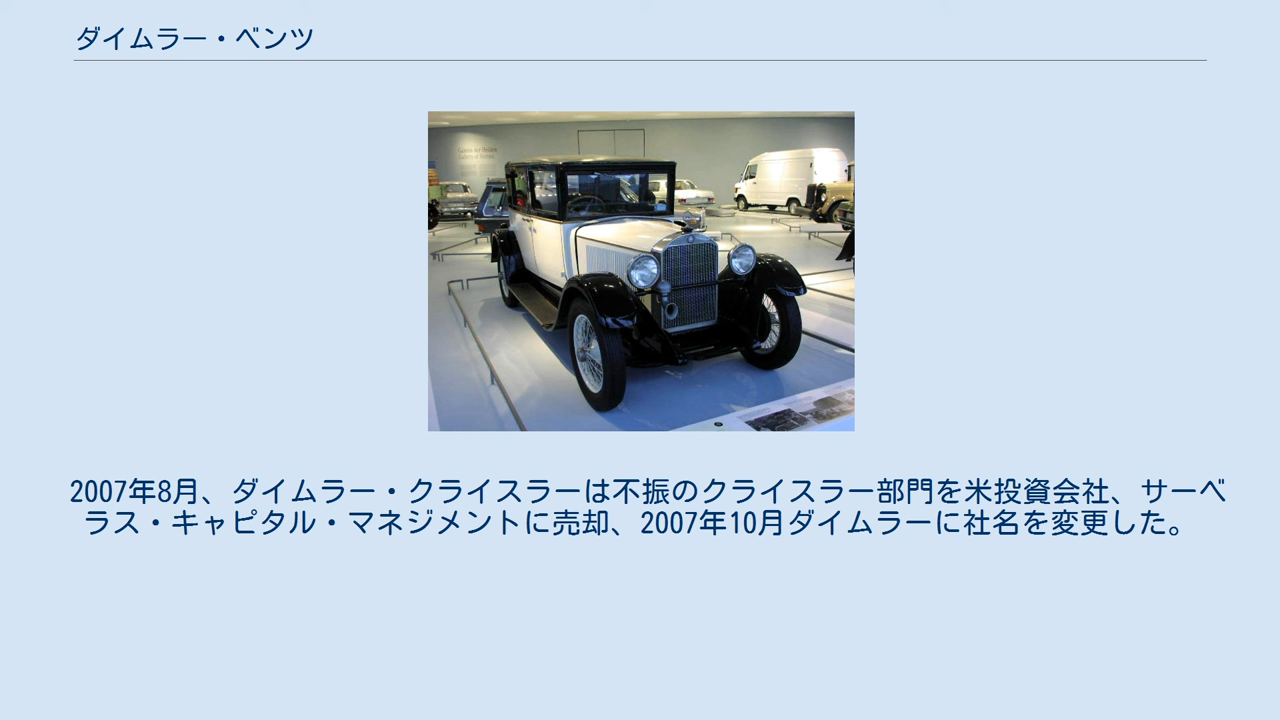 ダイムラー・ベンツ
2007年8月、ダイムラー・クライスラーは不振のクライスラー部門を米投資会社、サーベ
ラス・キャピタル・マネジメントに売却、2007年10月ダイムラーに社名を変更した。